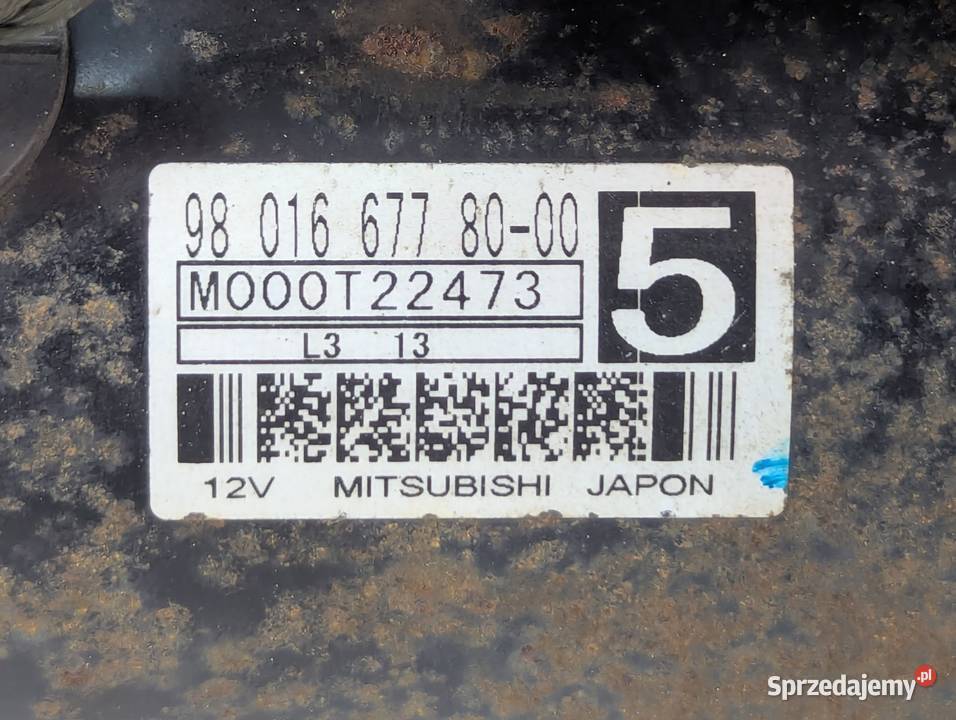 98 016 677 80-00
5
M000T22473
L3 13
12V MITSUBISHI JAPON
Sprzedajemy.pl